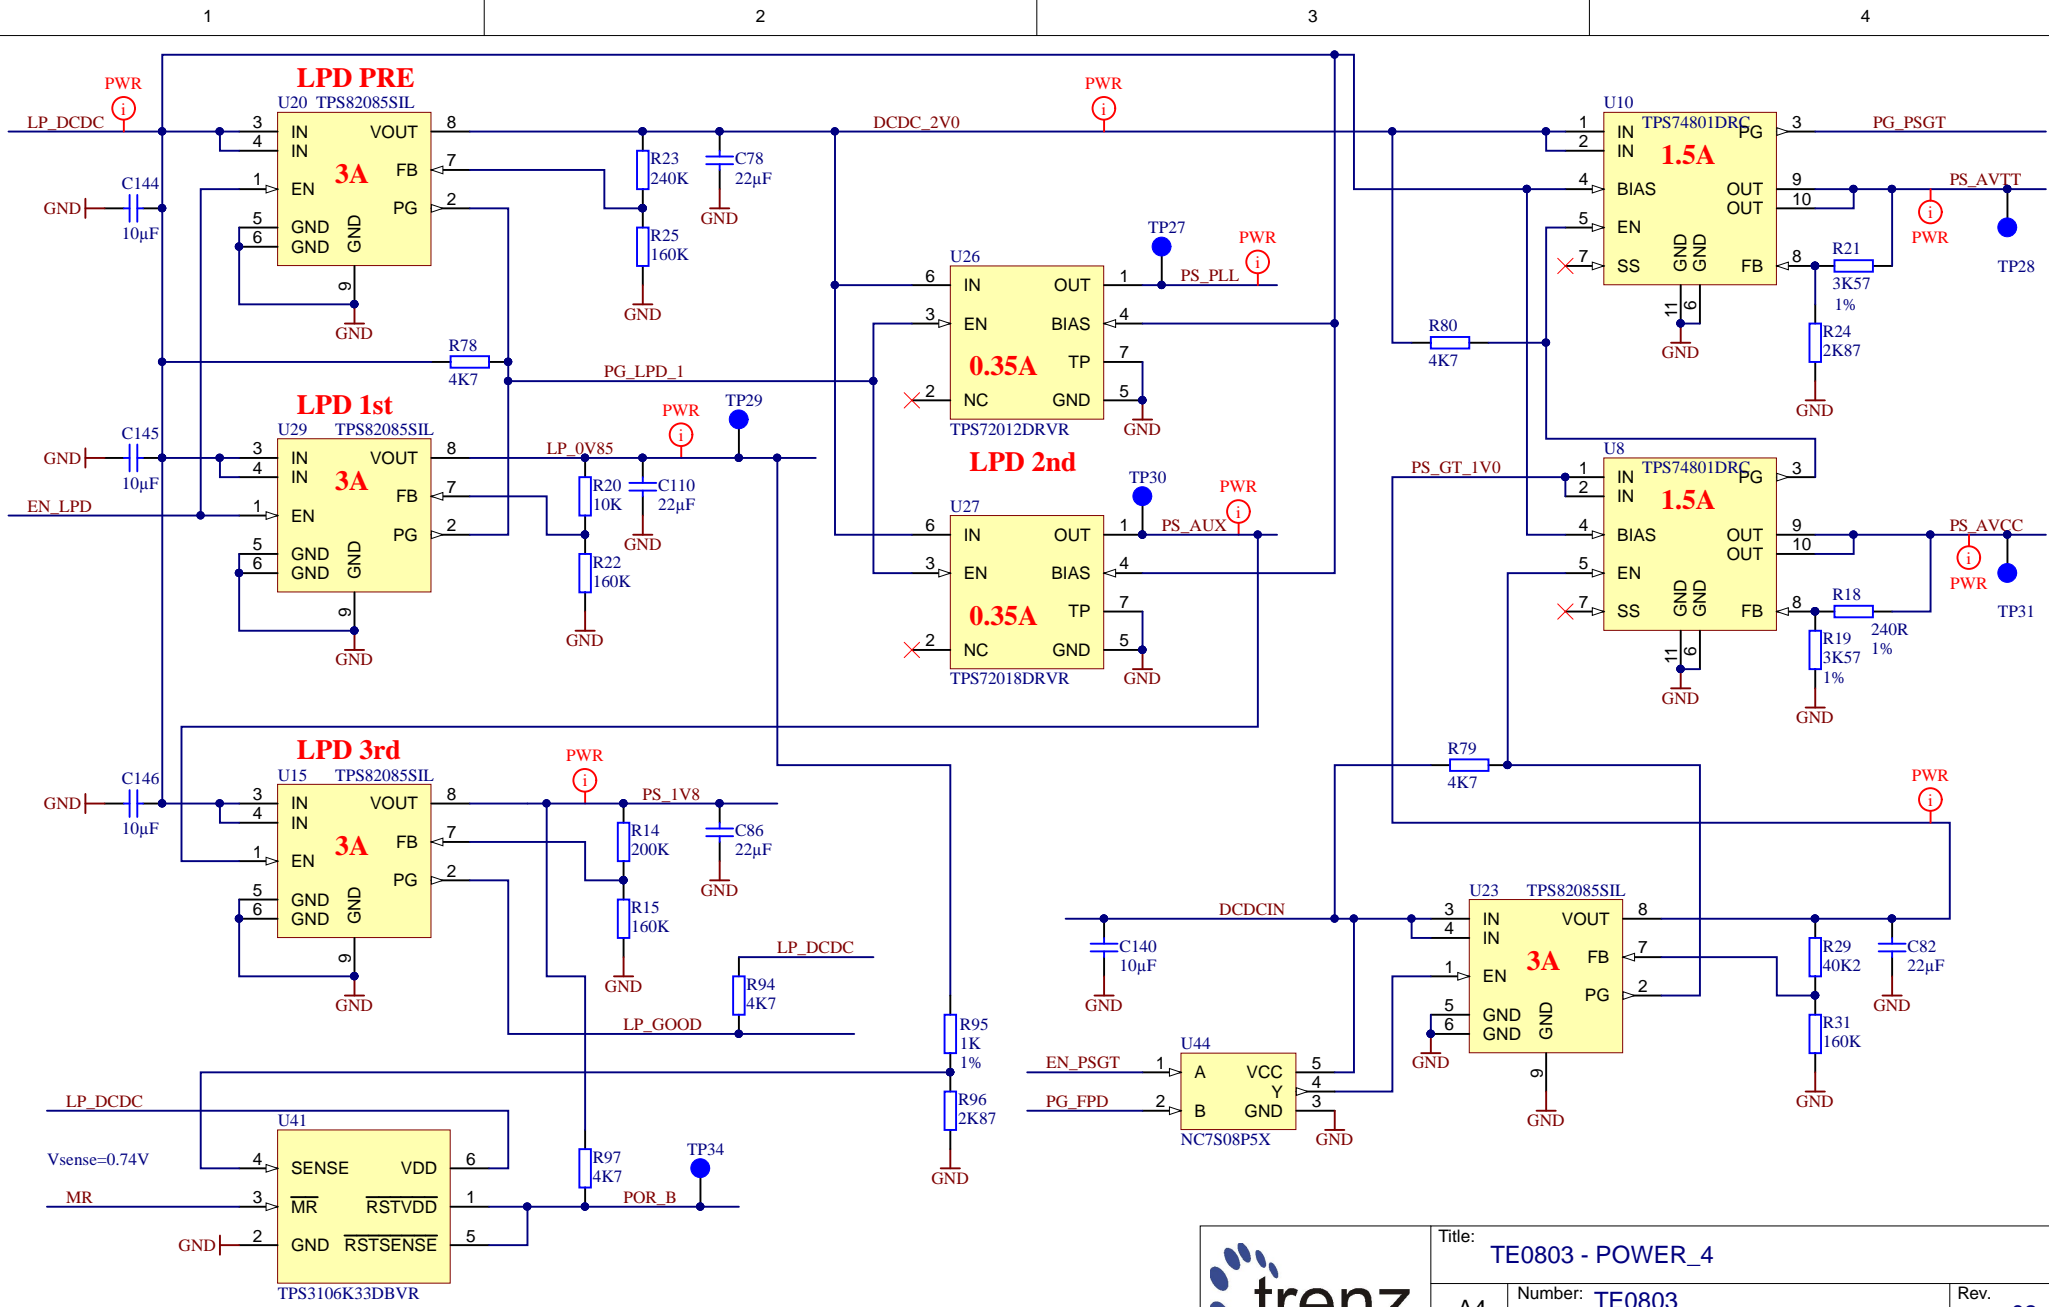 1 2 3 4
LPD PRE
U20 TPS82085SIL
PWR
LP_DCDC
3 IN VOUT 8
4 IN
3A
FB 7
1 EN
PG 2
5 GND
6 GND
GND
9
GND
C144
GND
10µF
R23
240K
C78
22µF
GND
R25
160K
GND
DCDC_2V0
PWR
R78
4K7
PG_LPD_1
LPD 1st
U29 TPS82085SIL
C145
GND
10µF
3 IN VOUT 8
4 IN
3A
FB 7
EN_LPD
1 EN
PG 2
5 GND
6 GND
GND
9
GND
LP_0V85
PWR
TP29
R20
10K
C110
22µF
GND
R22
160K
GND
U26
6 IN OUT 1
3 EN BIAS 4
0.35A
TP 7
2 NC GND 5
TPS72012DRVR
GND
TP27
PS_PLL
PWR
LPD 2nd
U27
6 IN OUT 1
3 EN BIAS 4
0.35A
TP 7
2 NC GND 5
TPS72018DRVR
GND
TP30
PS_AUX
PWR
U10
TPS74801DRC
1 IN PG 3
2 IN
1.5A
4 BIAS OUT 9
OUT 10
5 EN
7 SS FB 8
GND
GND
11
6
GND
PG_PSGT
PS_AVTT
PWR
TP28
R21
3K57
1%
R24
2K87
GND
R80
4K7
U8
TPS74801DRC
PS_GT_1V0
1 IN PG 3
2 IN
1.5A
4 BIAS OUT 9
OUT 10
5 EN
7 SS FB 8
GND
GND
11
6
GND
PS_AVCC
PWR
TP31
R18
240R
1%
R19
3K57
1%
GND
R79
4K7
PWR
LPD 3rd
U15 TPS82085SIL
C146
GND
10µF
3 IN VOUT 8
4 IN
3A
FB 7
1 EN
PG 2
5 GND
6 GND
GND
9
GND
PWR
PS_1V8
R14
200K
C86
22µF
GND
R15
160K
GND
LP_DCDC
R94
4K7
LP_GOOD
R95
1K
1%
R96
2K87
GND
LP_DCDC
U41
Vsense=0.74V
4 SENSE VDD 6
MR
3 MR RSTVDD 1
GND
2 GND RSTSENSE 5
TPS3106K33DBVR
R97
4K7
POR_B
TP34
DCDCIN
C140
10µF
GND
U23 TPS82085SIL
3 IN VOUT 8
4 IN
3A
FB 7
1 EN
PG 2
5 GND
6 GND
GND
GND
9
GND
R29
40K2
C82
22µF
GND
R31
160K
GND
U44
EN_PSGT
1 A VCC 5
Y 4
PG_FPD
2 B GND 3
NC7S08P5X
GND
trenz
Title:
TE0803 - POWER_4
A4
Number: TE0803
Rev.